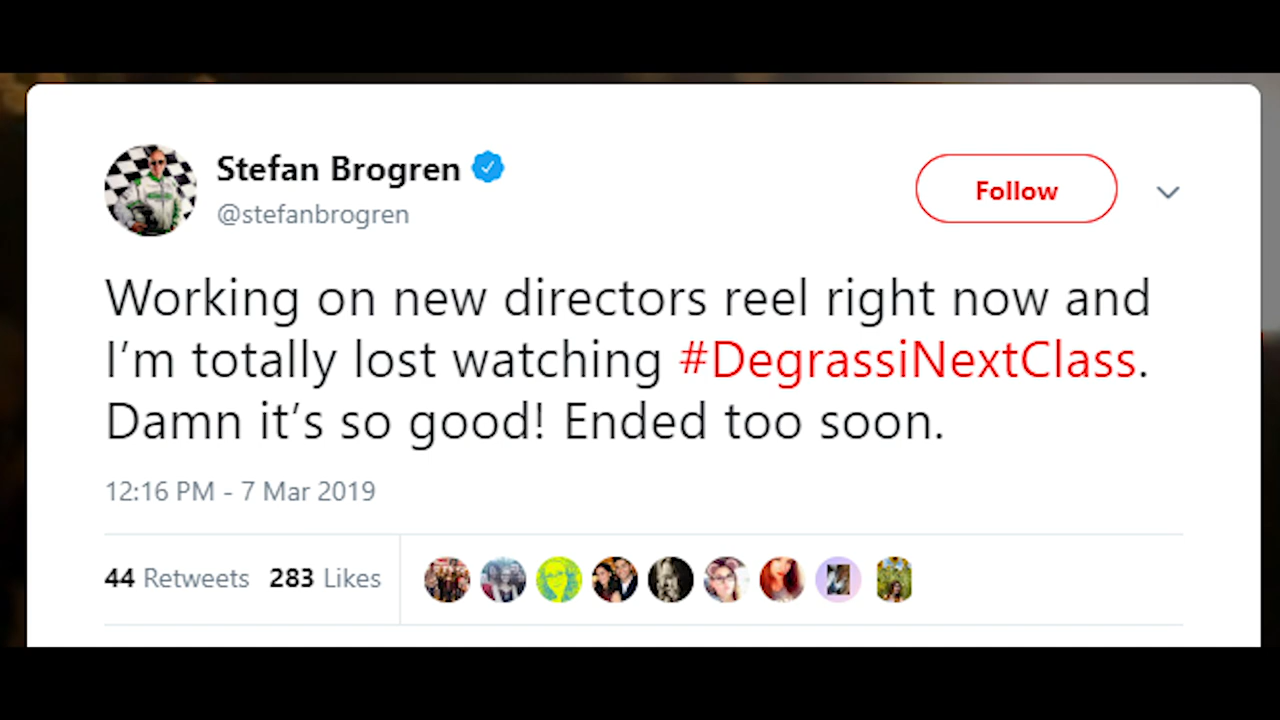 Stefan Brogren
@stefanbrogren
Follow
Working on new directors reel right now and
I'm totally lost watching #DegrassiNextClass.
Damn it's so good! Ended too soon.
12:16 PM - 7 Mar 2019
44 Retweets 283 Likes